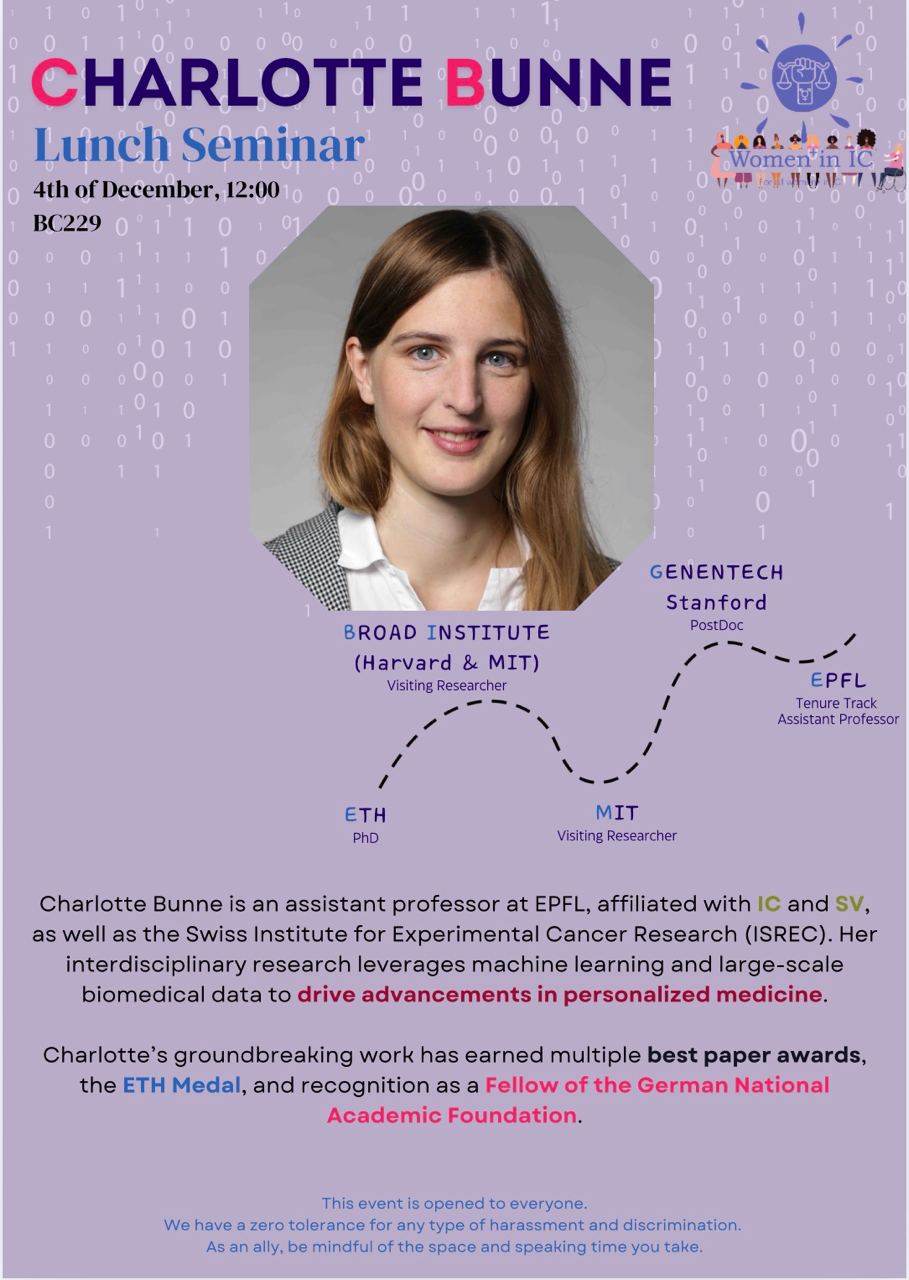 CHARLOTTE BUNNE
Lunch Seminar
4th of December, 12:00
BC229
Women⁺in IC
GENENTECH
Stanford
PostDoc
BROAD INSTITUTE
(Harvard & MIT)
Visiting Researcher
EPFL
Tenure Track
Assistant Professor
ETH
PhD
MIT
Visiting Researcher
Charlotte Bunne is an assistant professor at EPFL, affiliated with IC and SV,
as well as the Swiss Institute for Experimental Cancer Research (ISREC). Her
interdisciplinary research leverages machine learning and large-scale
biomedical data to drive advancements in personalized medicine.
Charlotte’s groundbreaking work has earned multiple best paper awards,
the ETH Medal, and recognition as a Fellow of the German National
Academic Foundation.
This event is opened to everyone.
We have a zero tolerance for any type of harassment and discrimination.
As an ally, be mindful of the space and speaking time you take.